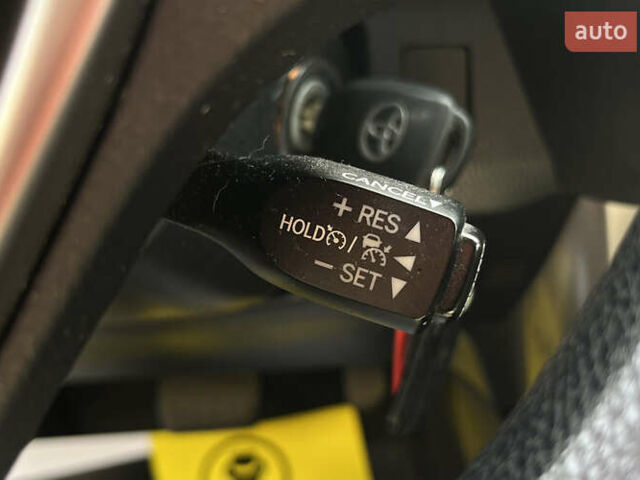 auto
CANCEL
+ RES
HOLD /
− SET